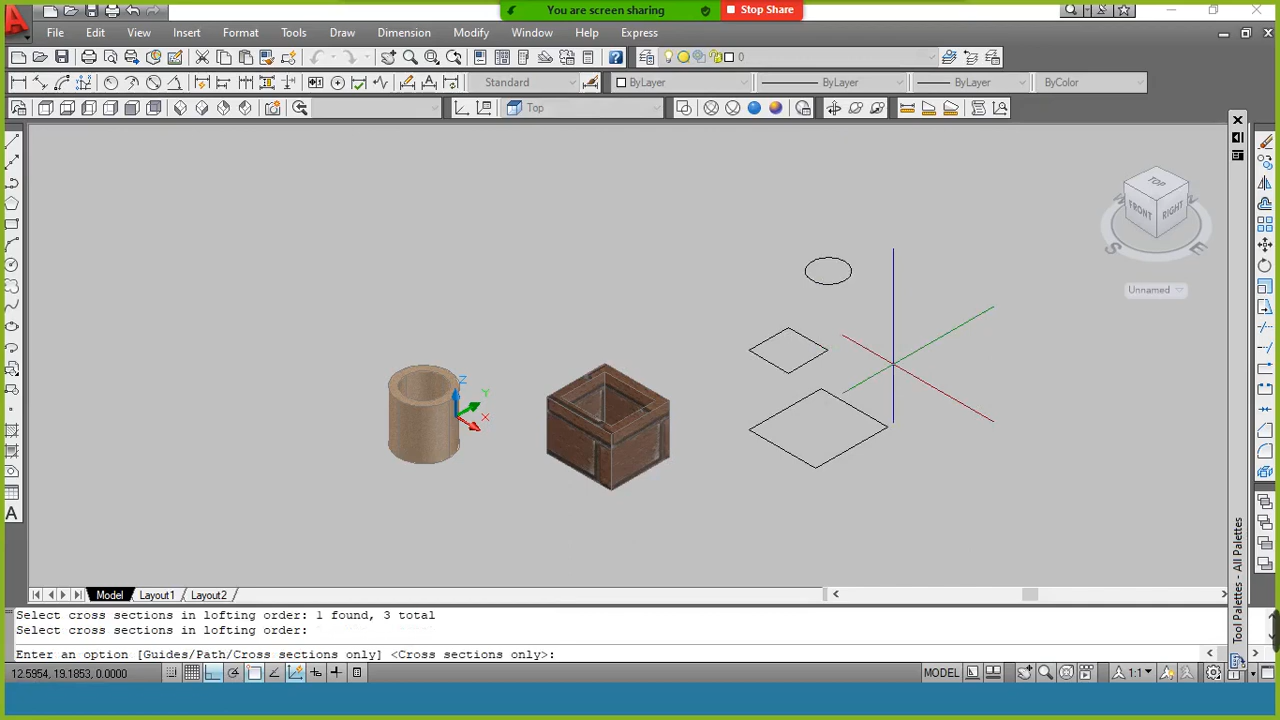 You are screen sharing Stop Share
File Edit View Insert Format Tools Draw Dimension Modify Window Help Express
0
Standard ByLayer ByLayer ByLayer ByColor
Top
TOP
FRONT RIGHT
S E
Unnamed
Z
Y
X
A
Tool Palettes - All Palettes
Model Layout1 Layout2
Select cross sections in lofting order: 1 found, 3 total
Select cross sections in lofting order:
Enter an option [Guides/Path/Cross sections only] <Cross sections only>:
12.5954, 19.1853, 0.0000 MODEL 1:1